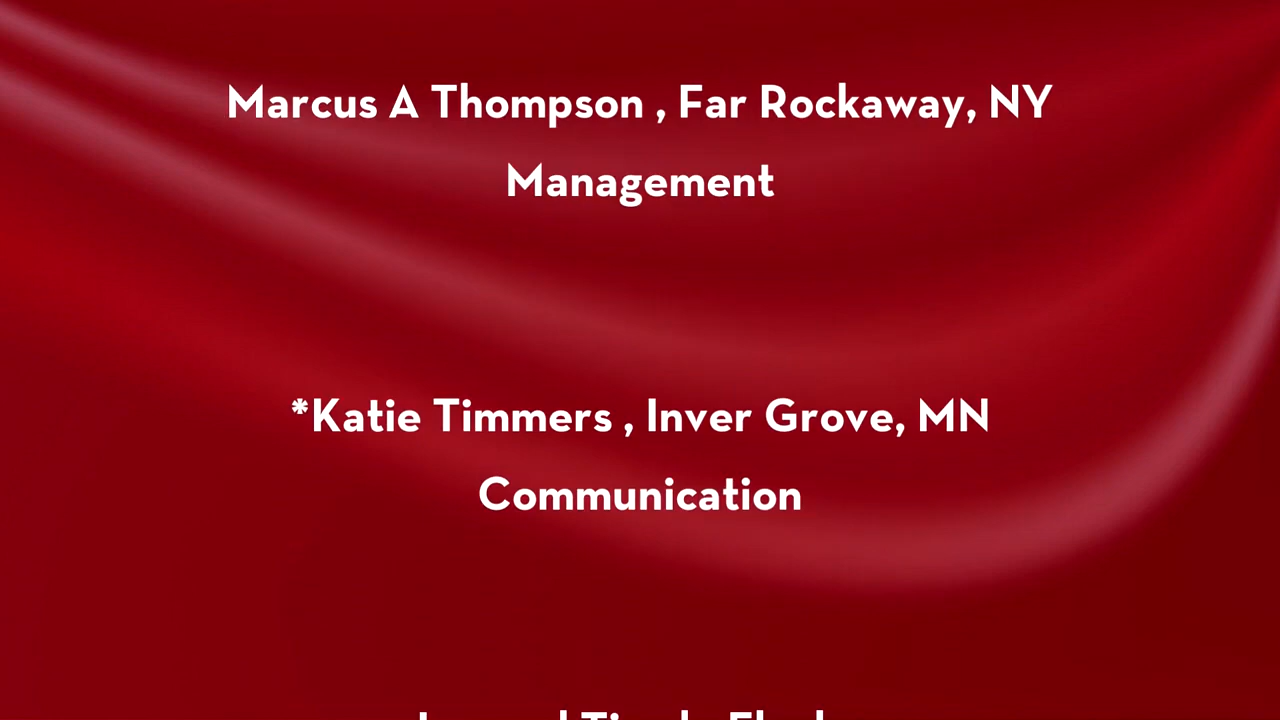 Marcus A Thompson , Far Rockaway, NY
Management
*Katie Timmers , Inver Grove, MN
Communication